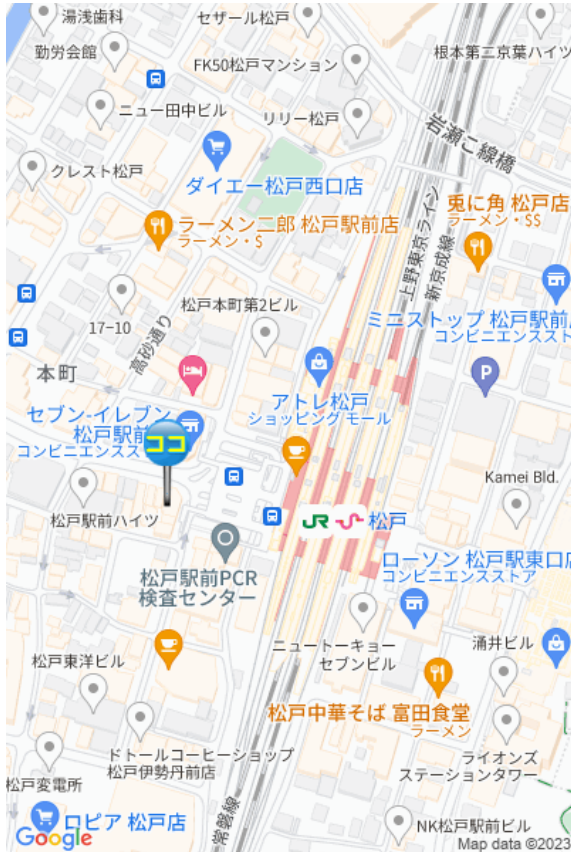 湯浅歯科
セザール松戸
勤労会館
FK50松戸マンション
根本第二京葉ハイツ
ニュー田中ビル
リリー松戸
岩瀬こ線橋
クレスト松戸
ダイエー松戸西口店
上野東京ライン
新京成線
兎に角 松戸店
ラーメン・$$
ラーメン二郎 松戸駅前店
ラーメン・$
松戸本町第2ビル
ミニストップ 松戸駅前店
コンビニエンススト
17−10
高砂通り
本町
P
アトレ松戸
ショッピング モール
セブン-イレブン
松戸駅前
コンビニエンスス
ココ
Kamei Bld.
松戸駅前ハイツ
JR
松戸
松戸駅前PCR
検査センター
ローソン 松戸駅東口店
コンビニエンスストア
ニュートーキョー
セブンビル
涌井ビル
松戸東洋ビル
松戸中華そば 富田食堂
ラーメン
ドトールコーヒーショップ
松戸伊勢丹前店
ライオンズ
ステーションタワー
松戸変電所
常磐線
ロピア 松戸店
NK松戸駅前ビル
Google
Map data ©2023